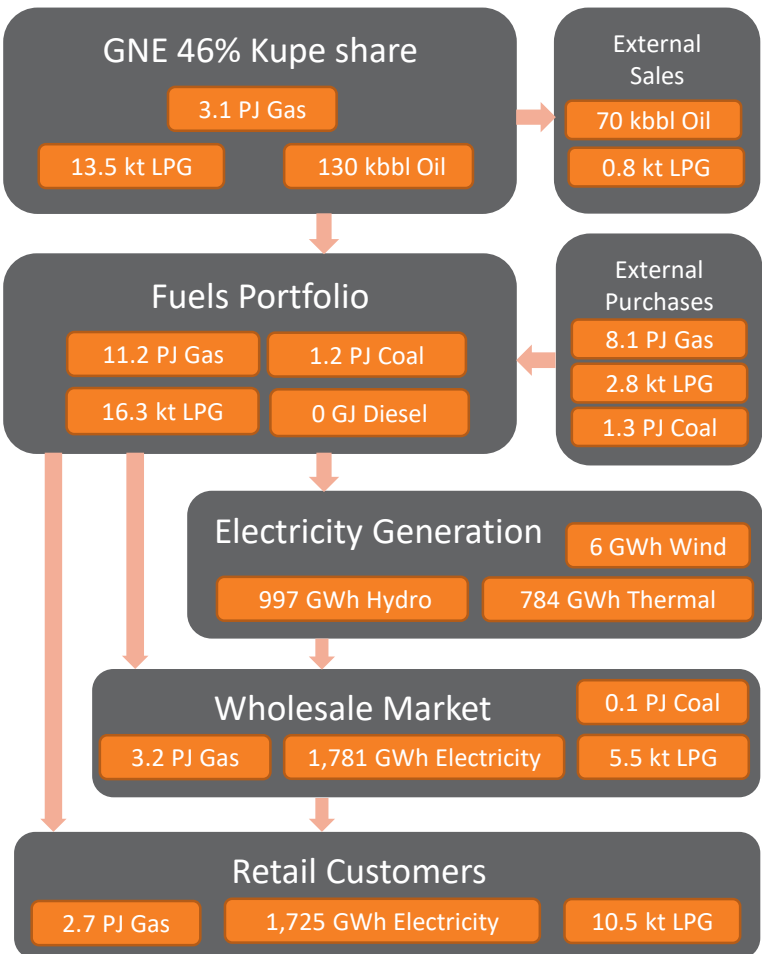 GNE 46% Kupe share
3.1 PJ Gas
13.5 kt LPG
130 kbbl Oil
External
Sales
70 kbbl Oil
0.8 kt LPG
Fuels Portfolio
11.2 PJ Gas
1.2 PJ Coal
16.3 kt LPG
0 GJ Diesel
External
Purchases
8.1 PJ Gas
2.8 kt LPG
1.3 PJ Coal
Electricity Generation
6 GWh Wind
997 GWh Hydro
784 GWh Thermal
Wholesale Market
0.1 PJ Coal
3.2 PJ Gas
1,781 GWh Electricity
5.5 kt LPG
Retail Customers
2.7 PJ Gas
1,725 GWh Electricity
10.5 kt LPG